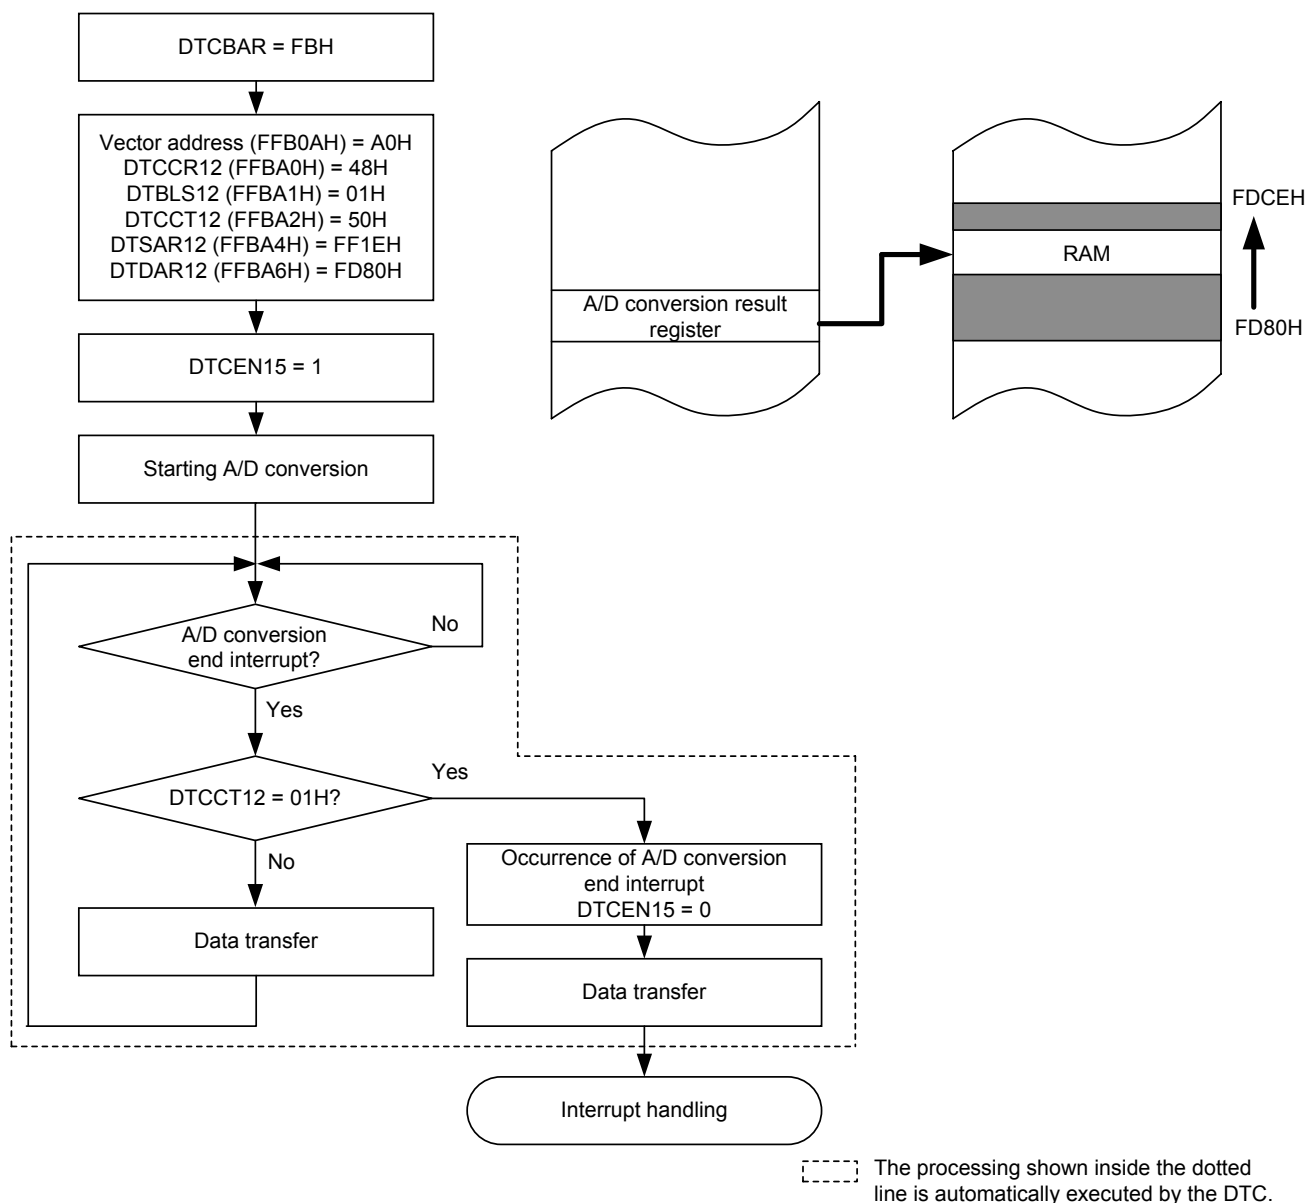 DTCBAR = FBH
Vector address (FFB0AH) = A0H
DTCCR12 (FFBA0H) = 48H
DTBLS12 (FFBA1H) = 01H
DTCCT12 (FFBA2H) = 50H
DTSAR12 (FFBA4H) = FF1EH
DTDAR12 (FFBA6H) = FD80H
DTCEN15 = 1
Starting A/D conversion
A/D conversion result
register
FDCEH
RAM
FD80H
A/D conversion
end interrupt?
No
Yes
DTCCT12 = 01H?
Yes
No
Data transfer
Occurrence of A/D conversion
end interrupt
DTCEN15 = 0
Data transfer
Interrupt handling
The processing shown inside the dotted
line is automatically executed by the DTC.